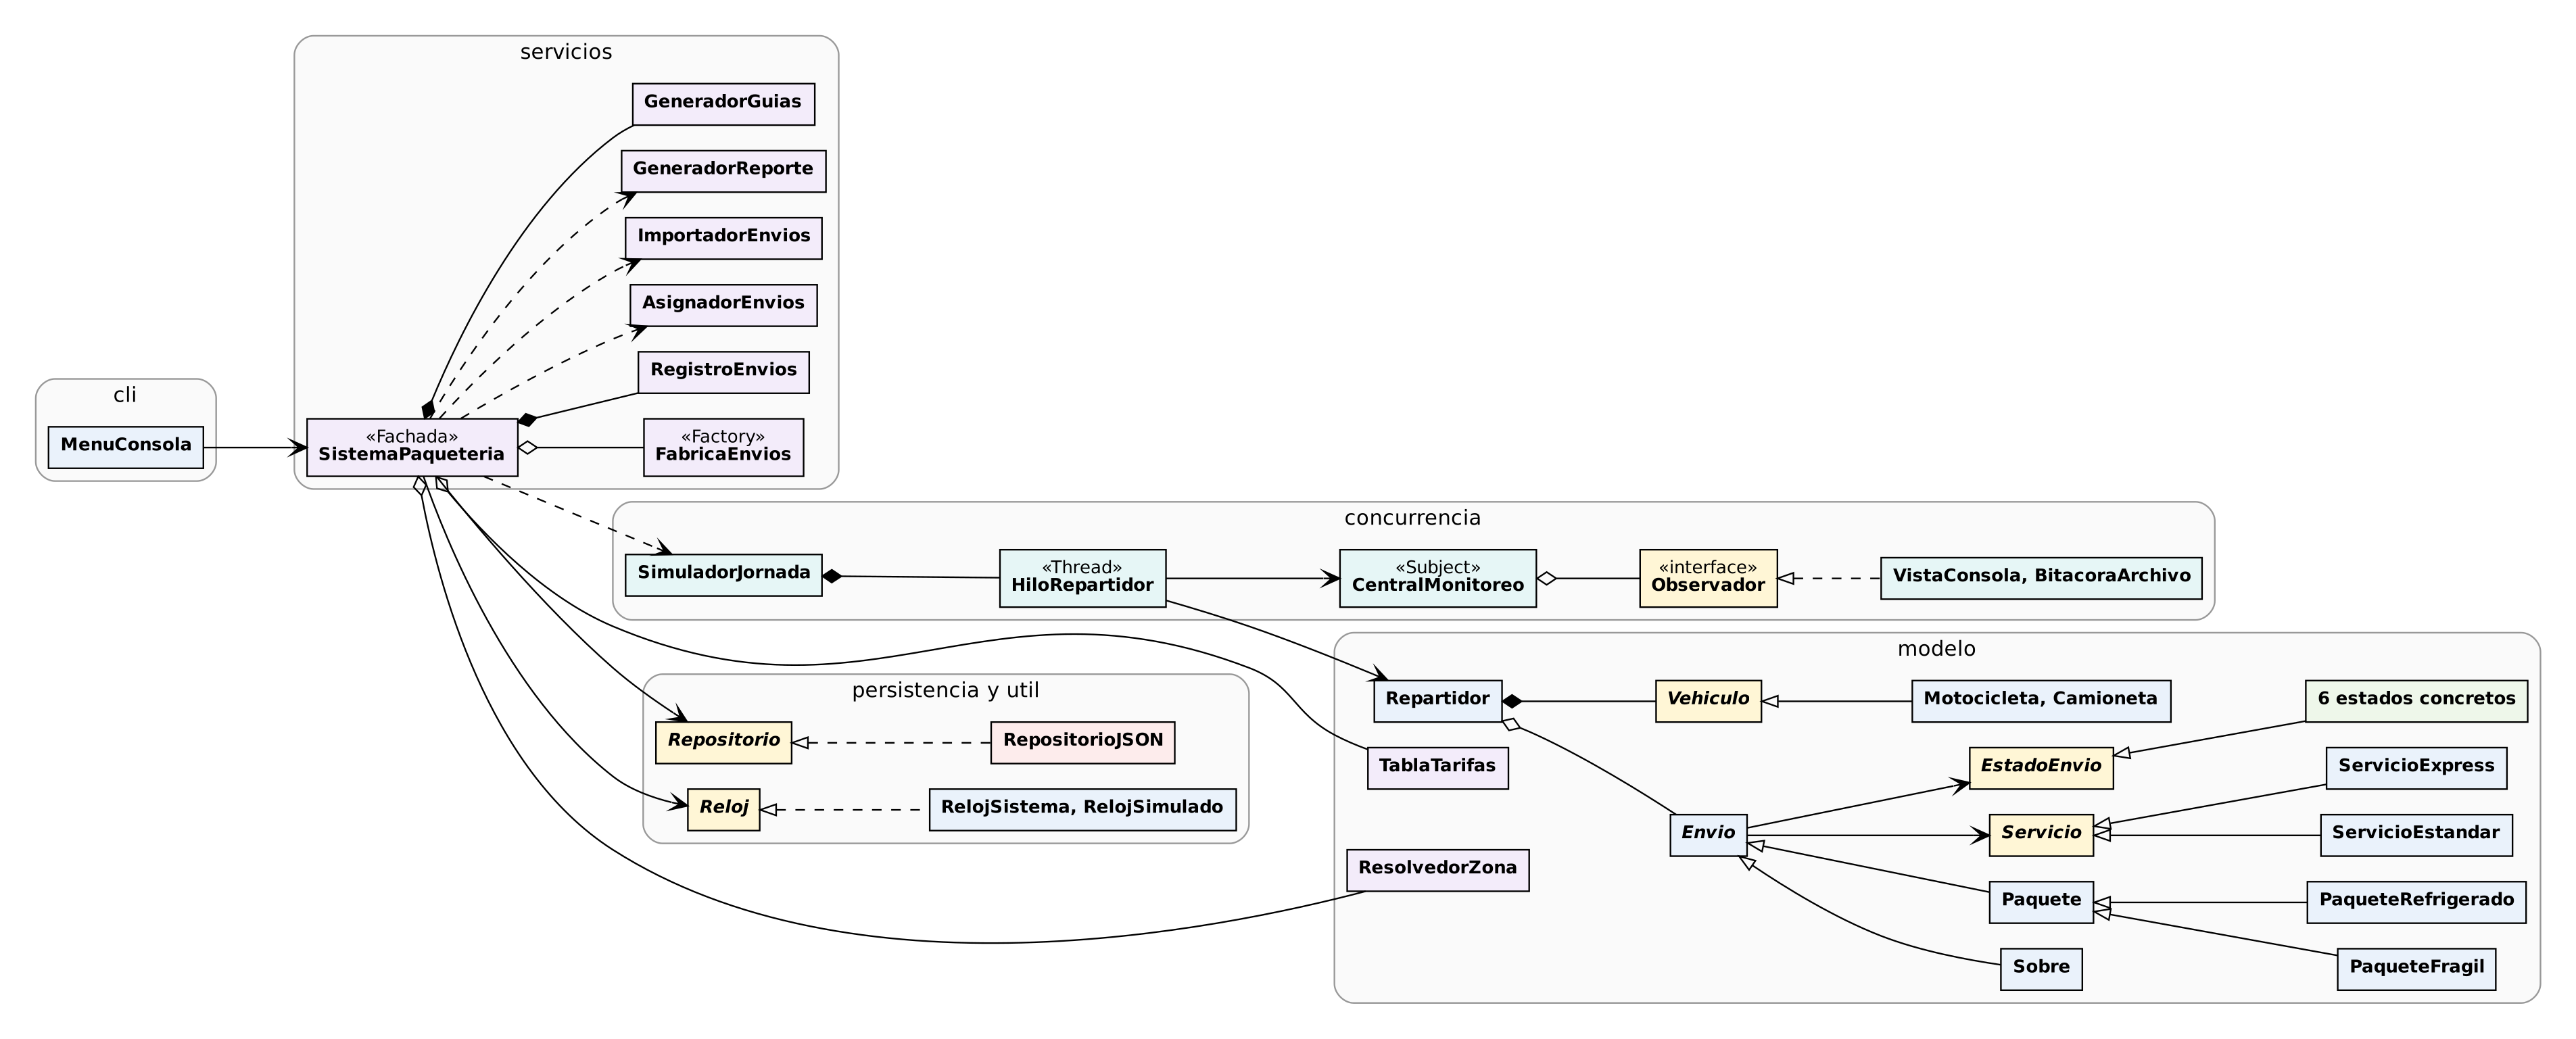 servicios
GeneradorGuias
GeneradorReporte
ImportadorEnvios
AsignadorEnvios
RegistroEnvios
cli
MenuConsola
«Fachada»
SistemaPaqueteria
«Factory»
FabricaEnvios
concurrencia
SimuladorJornada
«Thread»
HiloRepartidor
«Subject»
CentralMonitoreo
«interface»
Observador
VistaConsola, BitacoraArchivo
persistencia y util
Repositorio
RepositorioJSON
Reloj
RelojSistema, RelojSimulado
modelo
Repartidor
Vehiculo
Motocicleta, Camioneta
6 estados concretos
TablaTarifas
EstadoEnvio
ServicioExpress
Envio
Servicio
ServicioEstandar
ResolvedorZona
Paquete
PaqueteRefrigerado
Sobre
PaqueteFragil